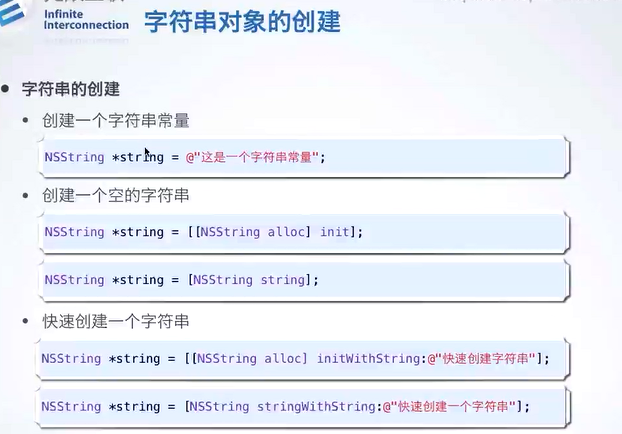 Infinite
Interconnection
字符串对象的创建
字符串的创建
创建一个字符串常量
NSString *string = @"这是一个字符串常量";
创建一个空的字符串
NSString *string = [[NSString alloc] init];
NSString *string = [NSString string];
快速创建一个字符串
NSString *string = [[NSString alloc] initWithString:@"快速创建字符串"];
NSString *string = [NSString stringWithString:@"快速创建一个字符串"];